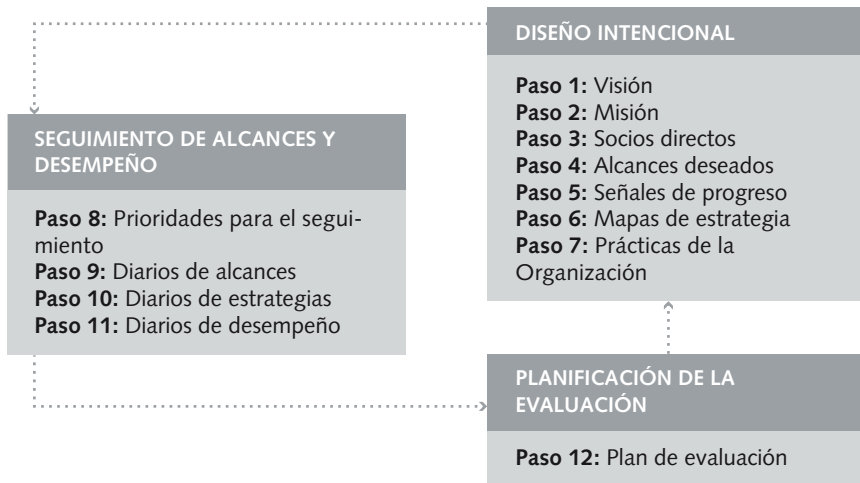 DISEÑO INTENCIONAL
Paso 1: Visión
Paso 2: Misión
Paso 3: Socios directos
Paso 4: Alcances deseados
Paso 5: Señales de progreso
Paso 6: Mapas de estrategia
Paso 7: Prácticas de la
Organización
SEGUIMIENTO DE ALCANCES Y
DESEMPEÑO
Paso 8: Prioridades para el segui-
miento
Paso 9: Diarios de alcances
Paso 10: Diarios de estrategias
Paso 11: Diarios de desempeño
PLANIFICACIÓN DE LA
EVALUACIÓN
Paso 12: Plan de evaluación